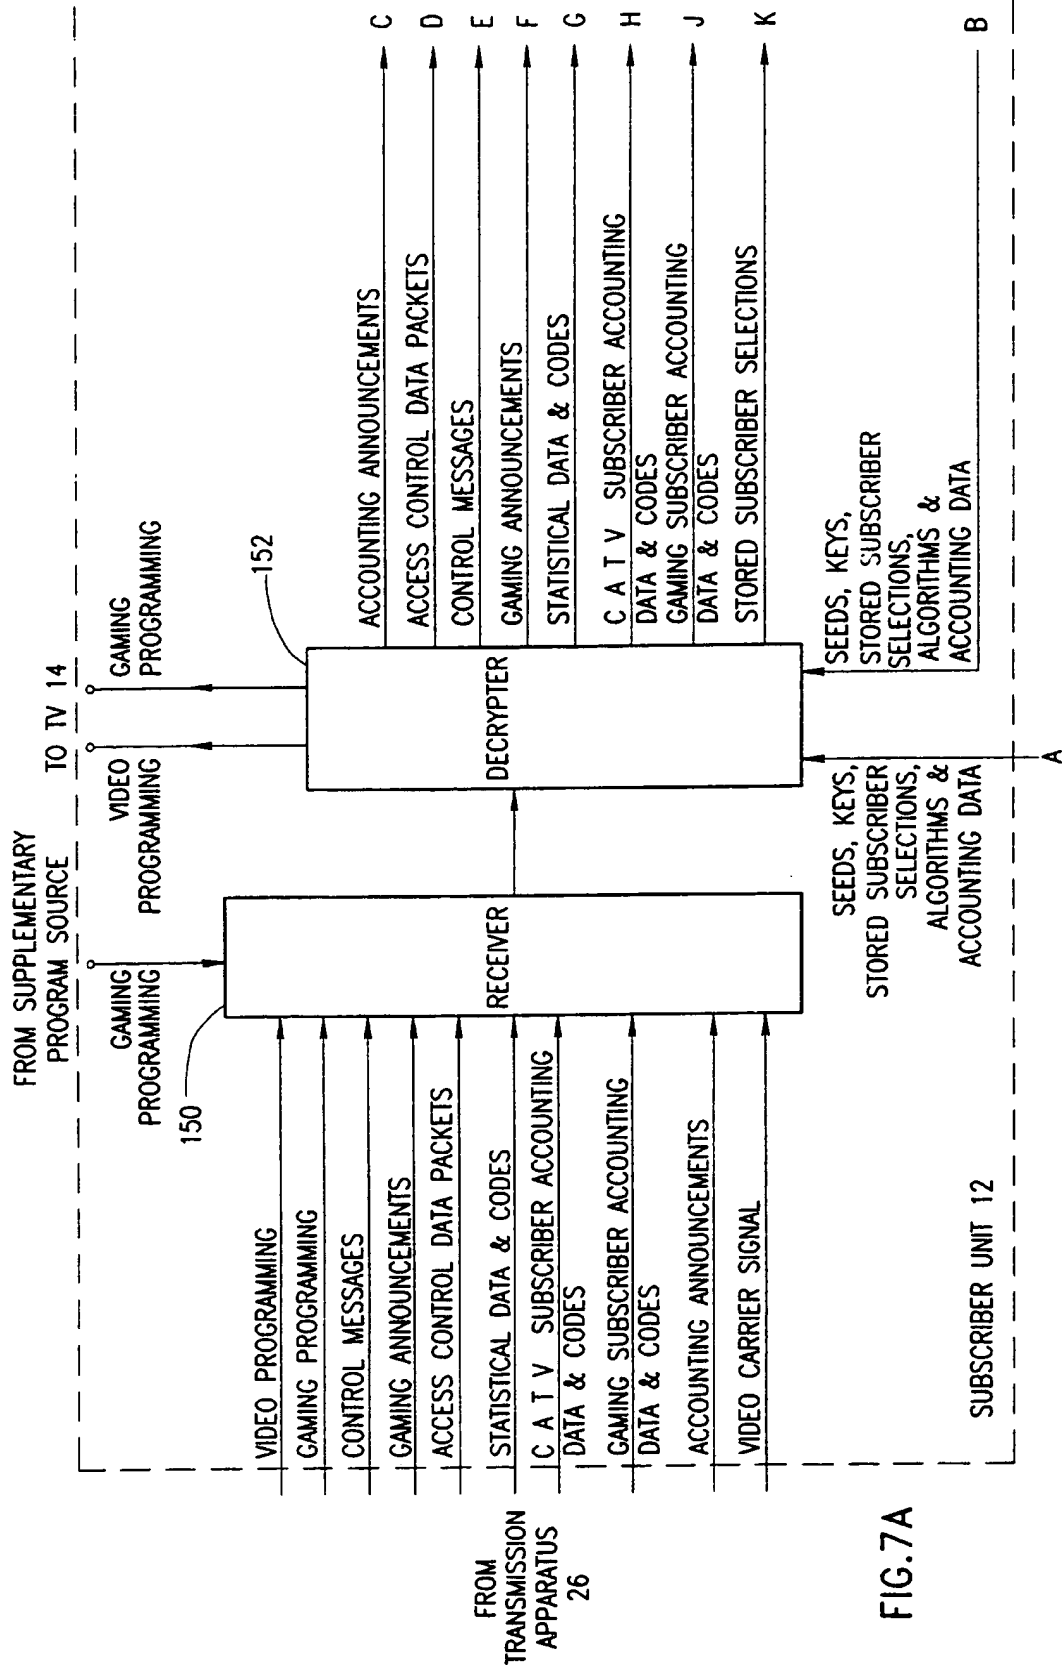 FROM SUPPLEMENTARY
PROGRAM SOURCE
TO TV 14
GAMING
PROGRAMMING
VIDEO
PROGRAMMING
GAMING
PROGRAMMING
150
152
FROM
TRANSMISSION
APPARATUS
26
VIDEO PROGRAMMING
GAMING PROGRAMMING
CONTROL MESSAGES
GAMING ANNOUNCEMENTS
ACCESS CONTROL DATA PACKETS
STATISTICAL DATA & CODES
C A T V SUBSCRIBER ACCOUNTING
DATA & CODES
GAMING SUBSCRIBER ACCOUNTING
DATA & CODES
ACCOUNTING ANNOUNCEMENTS
VIDEO CARRIER SIGNAL
RECEIVER
DECRYPTER
ACCOUNTING ANNOUNCEMENTS
C
ACCESS CONTROL DATA PACKETS
D
CONTROL MESSAGES
E
GAMING ANNOUNCEMENTS
F
STATISTICAL DATA & CODES
G
C A T V SUBSCRIBER ACCOUNTING
DATA & CODES
H
GAMING SUBSCRIBER ACCOUNTING
DATA & CODES
J
STORED SUBSCRIBER SELECTIONS
K
SEEDS, KEYS,
STORED SUBSCRIBER
SELECTIONS,
ALGORITHMS &
ACCOUNTING DATA
A
SEEDS, KEYS,
STORED SUBSCRIBER
SELECTIONS,
ALGORITHMS &
ACCOUNTING DATA
B
SUBSCRIBER UNIT 12
FIG.7A